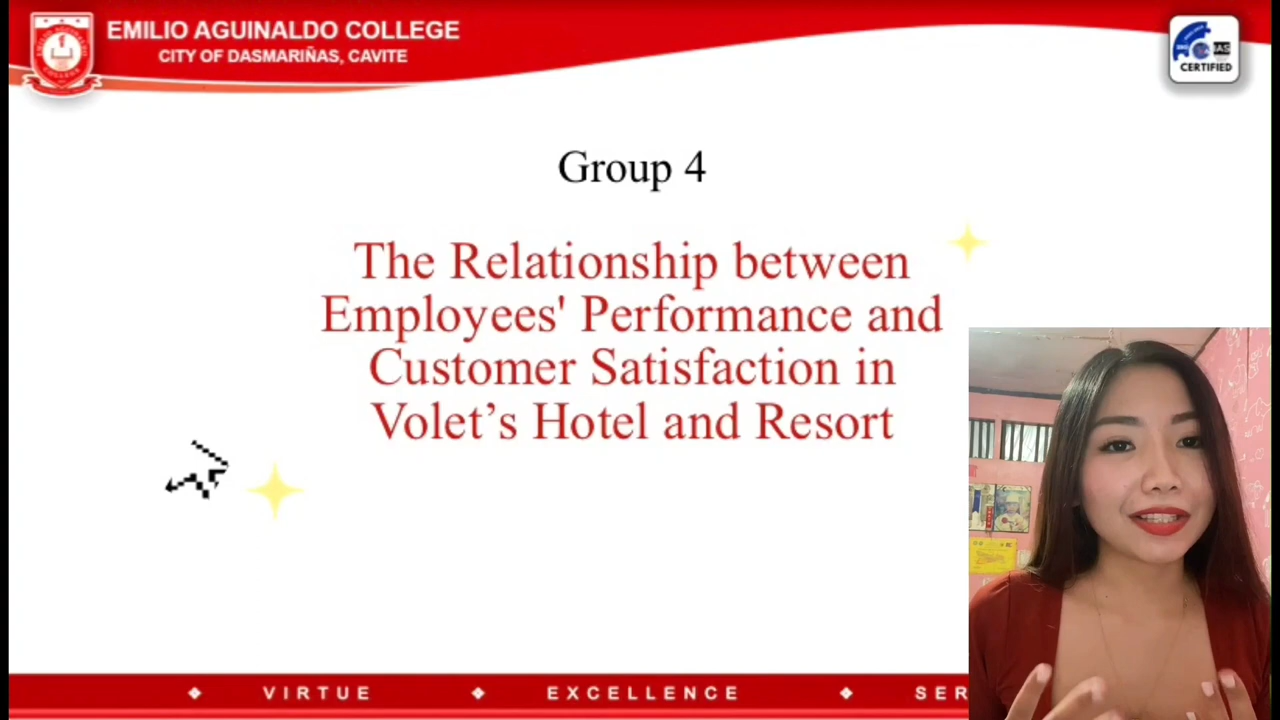 EMILIO AGUINALDO COLLEGE
CITY OF DASMARIÑAS, CAVITE
IAS
CERTIFIED
Group 4
The Relationship between
Employees' Performance and
Customer Satisfaction in
Volet’s Hotel and Resort
❖ VIRTUE ❖ EXCELLENCE ❖ SER